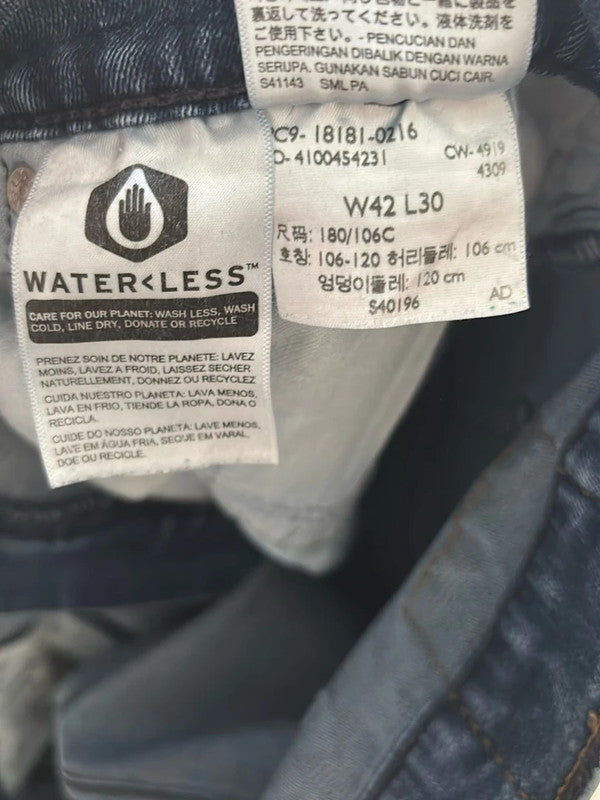 裏返して洗ってください。液体洗剤を
ご使用下さい。- PENCUCIAN DAN
PENGERINGAN DIBALIK DENGAN WARNA
SERUPA. GUNAKAN SABUN CUCI CAIR.
S41143 SML PA
PC9- 18181-0216
O- 4100454231 CW- 4919
4309
W42 L30
尺码: 180/106C
호칭: 106-120 허리둘레: 106 cm
엉덩이둘레: 120 cm
S40196 AD
WATER<LESS™
CARE FOR OUR PLANET: WASH LESS, WASH
COLD, LINE DRY, DONATE OR RECYCLE
PRENEZ SOIN DE NOTRE PLANETE: LAVEZ
MOINS, LAVEZ A FROID, LAISSEZ SECHER
NATURELLEMENT, DONNEZ OU RECYCLEZ
CUIDA NUESTRO PLANETA: LAVA MENOS,
LAVA EN FRIO, TIENDE LA ROPA, DONA O
RECICLA.
CUIDE DO NOSSO PLANETA: LAVE MENOS,
LAVE EM ÁGUA FRIA, SEQUE EM VARAL,
DOE OU RECICLE.